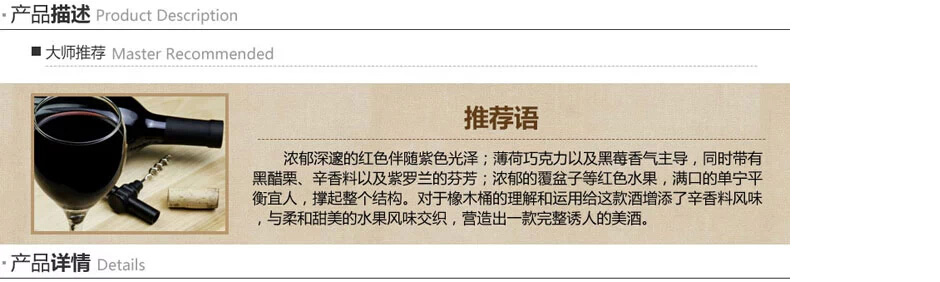 产品描述 Product Description
大师推荐 Master Recommended
推荐语
浓郁深邃的红色伴随紫色光泽；薄荷巧克力以及黑莓香气主导，同时带有
黑醋栗、辛香料以及紫罗兰的芬芳；浓郁的覆盆子等红色水果，满口的单宁平
衡宜人，撑起整个结构。对于橡木桶的理解和运用给这款酒增添了辛香料风味
，与柔和甜美的水果风味交织，营造出一款完整诱人的美酒。
产品详情 Details